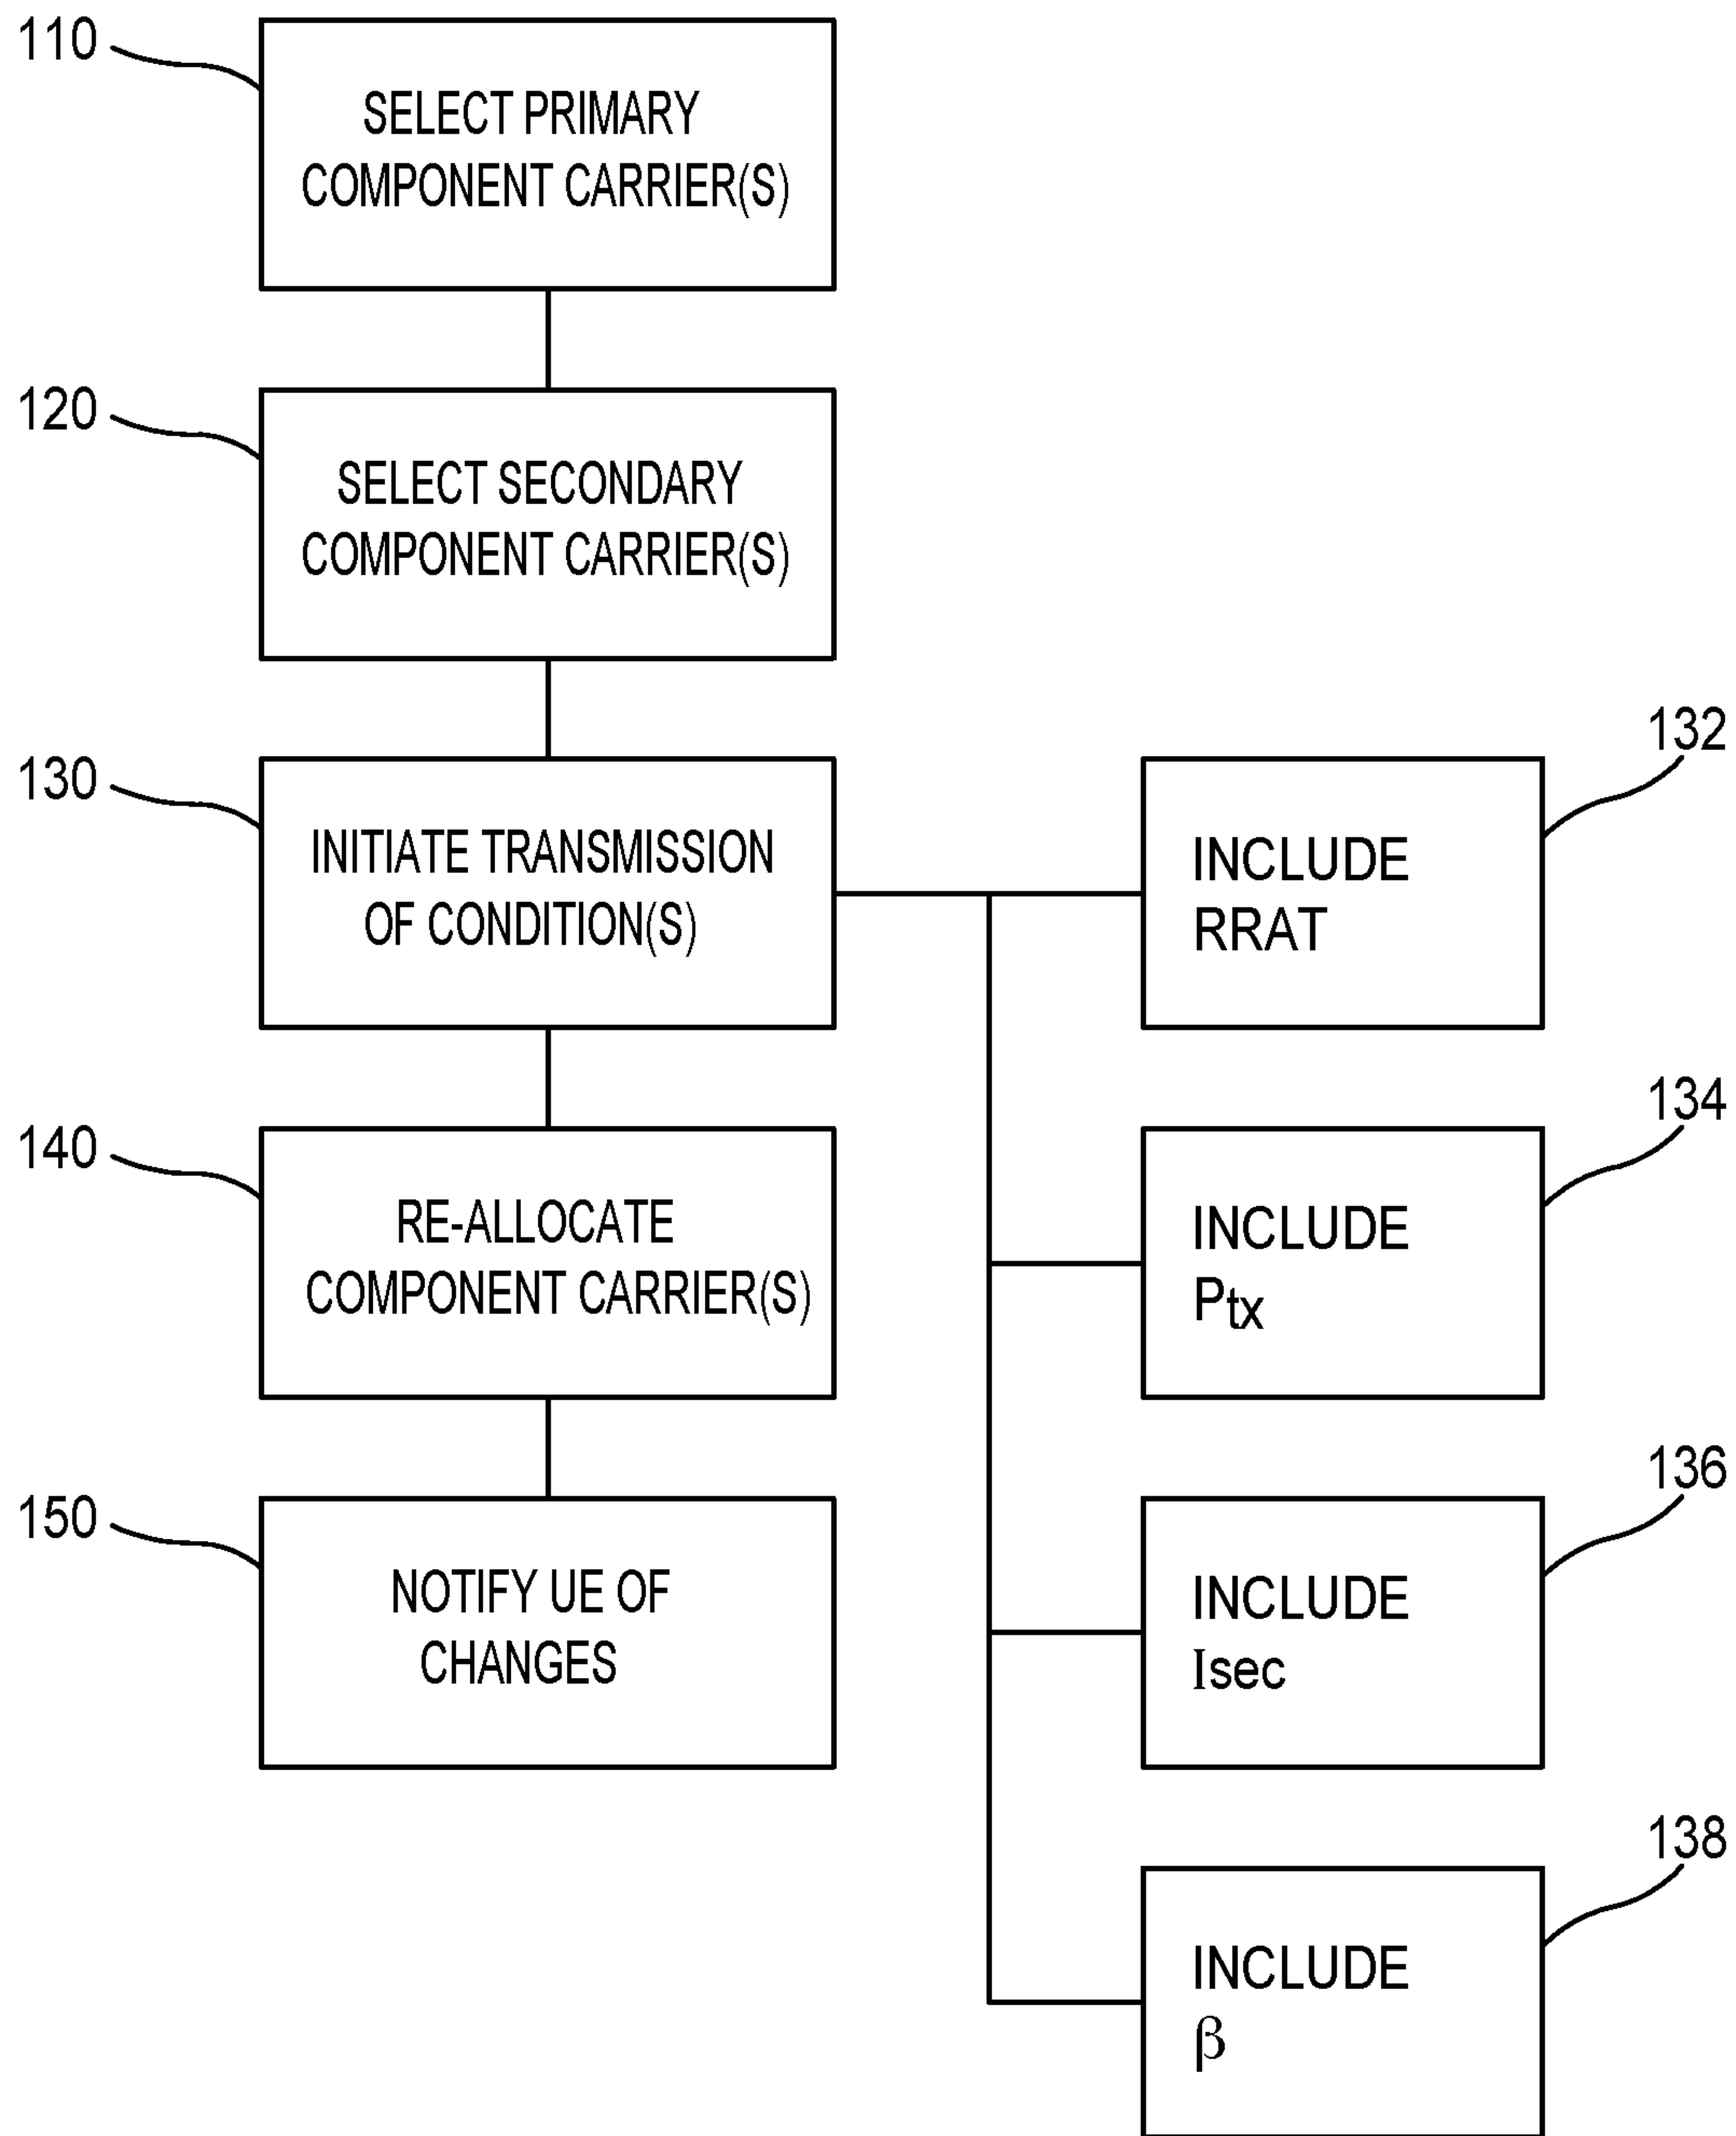 110
SELECT PRIMARY
COMPONENT CARRIER(S)
120
SELECT SECONDARY
COMPONENT CARRIER(S)
130
INITIATE TRANSMISSION
OF CONDITION(S)
132
INCLUDE
RRAT
140
RE-ALLOCATE
COMPONENT CARRIER(S)
134
INCLUDE
Ptx
150
NOTIFY UE OF
CHANGES
136
INCLUDE
Isec
138
INCLUDE
β